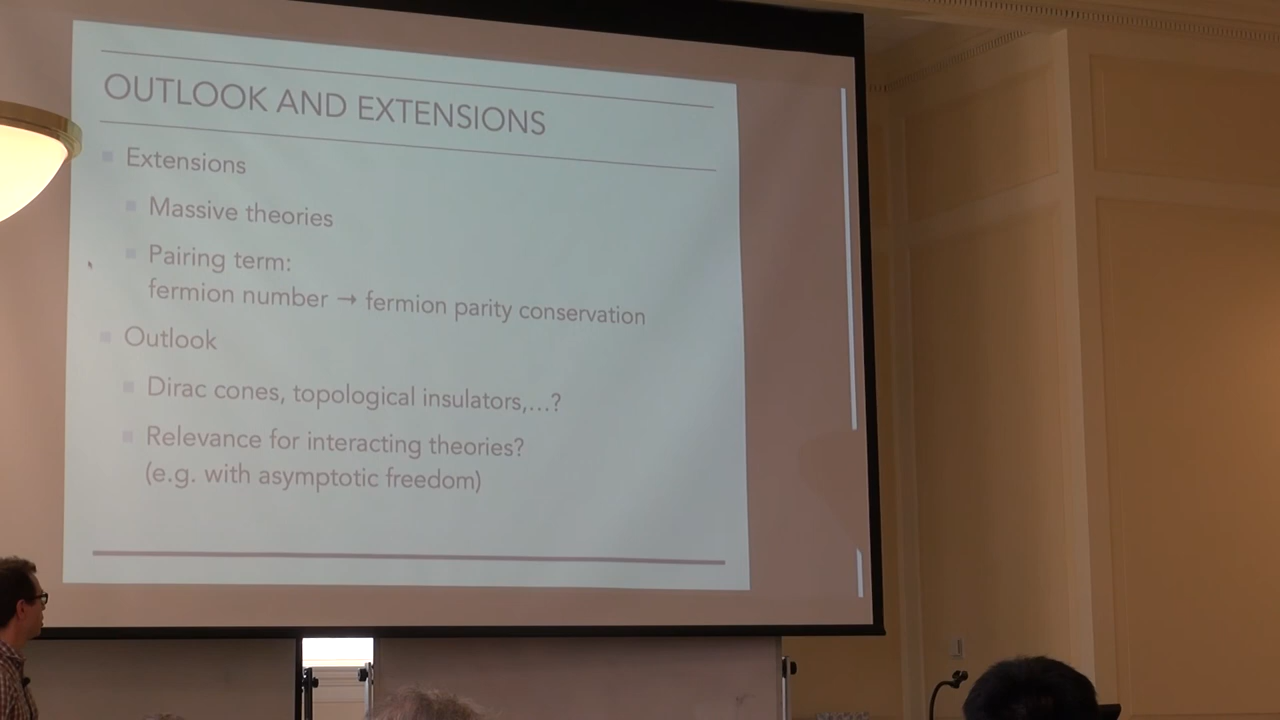 OUTLOOK AND EXTENSIONS
Extensions
Massive theories
Pairing term:
fermion number → fermion parity conservation
Outlook
Dirac cones, topological insulators,...?
Relevance for interacting theories?
(e.g. with asymptotic freedom)